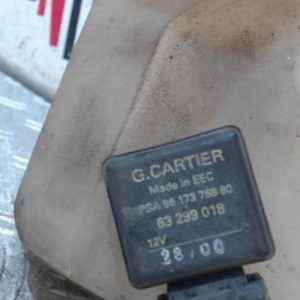 G.CARTIER
Made in EEC
PSA 96 173 768 80
63 299 018
12V
28/00